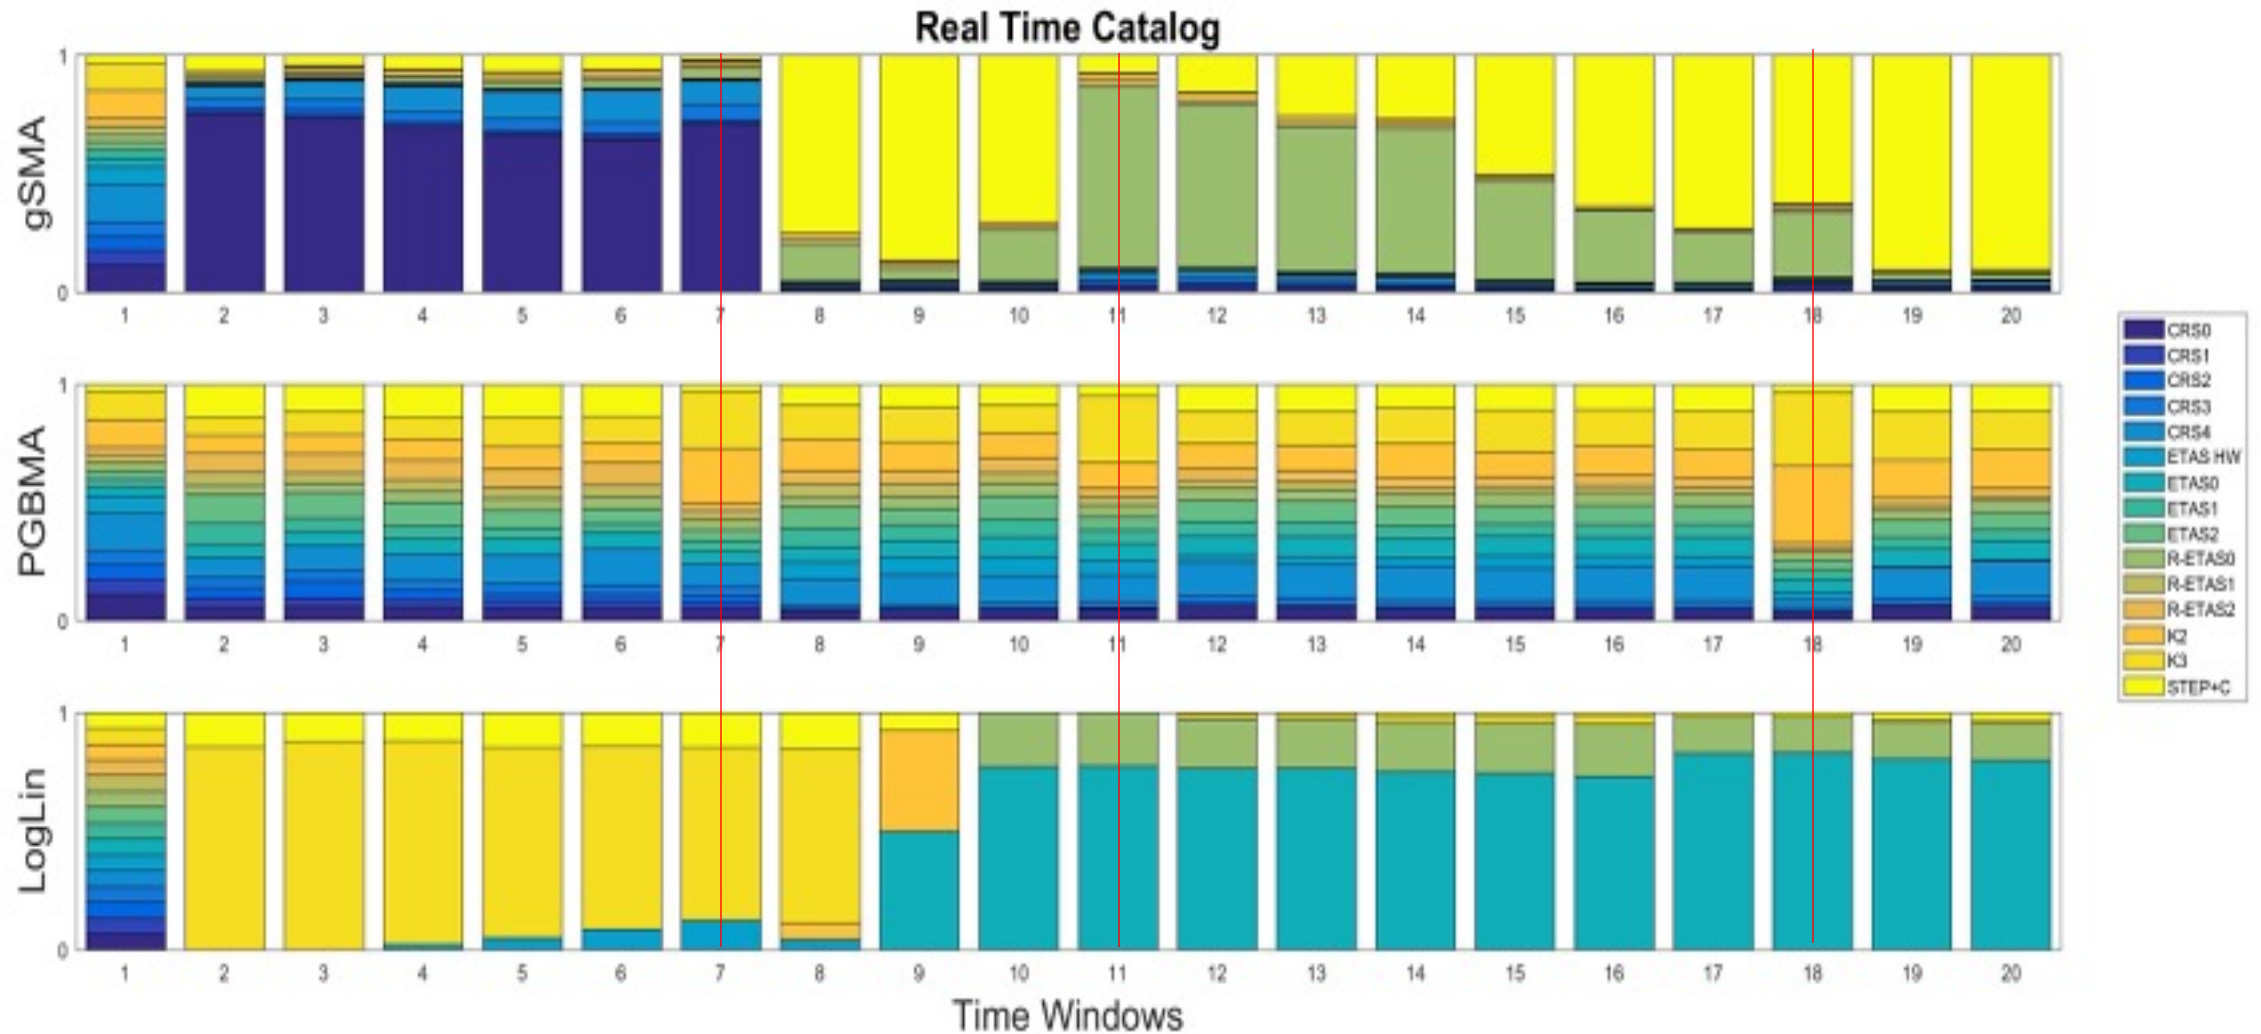 Real Time Catalog
gSMA
1
0
1 2 3 4 5 6 7 8 9 10 11 12 13 14 15 16 17 18 19 20
PGBMA
1
0
1 2 3 4 5 6 7 8 9 10 11 12 13 14 15 16 17 18 19 20
LogLin
1
0
1 2 3 4 5 6 7 8 9 10 11 12 13 14 15 16 17 18 19 20
Time Windows
CRS0
CRS1
CRS2
CRS3
CRS4
ETAS HW
ETAS0
ETAS1
ETAS2
R-ETAS0
R-ETAS1
R-ETAS2
K2
K3
STEP+C